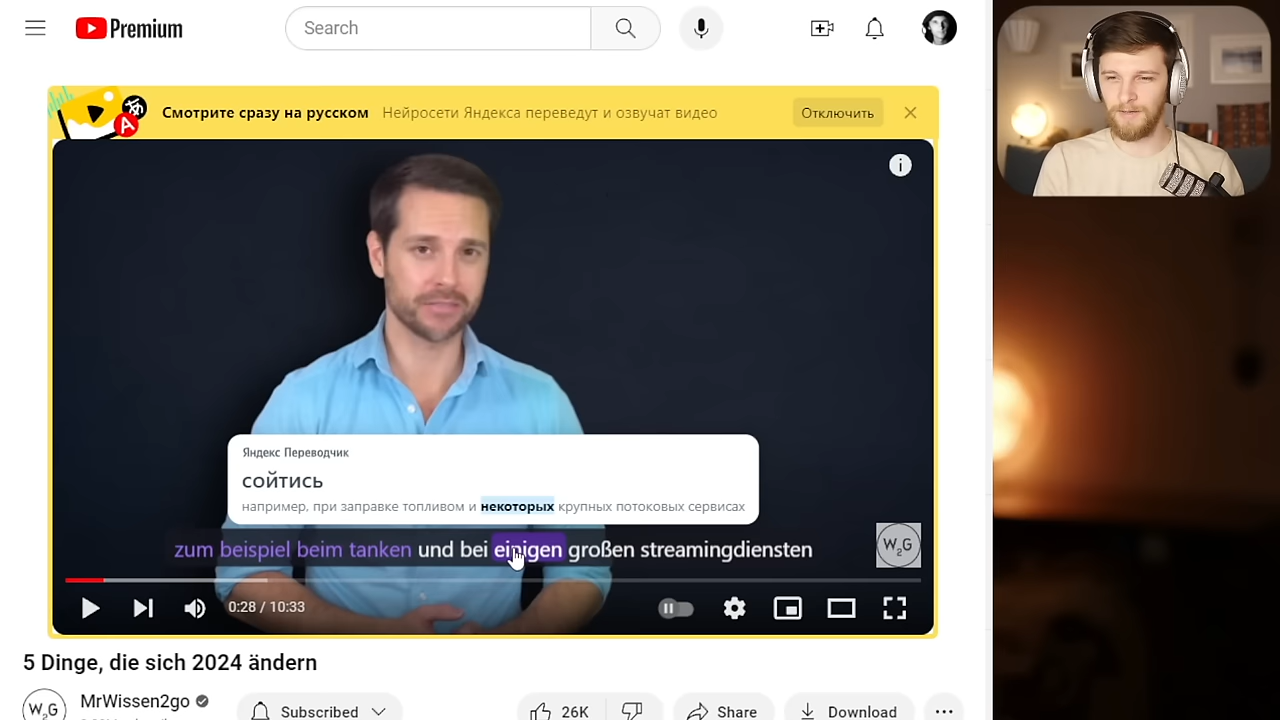 Premium
Search
Смотрите сразу на русском Нейросети Яндекса переведут и озвучат видео Отключить
A
i
Яндекс Переводчик
сойтись
например, при заправке топливом и некоторых крупных потоковых сервисах
zum beispiel beim tanken und bei einigen großen streamingdiensten
W2G
0:28 / 10:33
5 Dinge, die sich 2024 ändern
W2G
MrWissen2go
Subscribed
26K
Share
Download